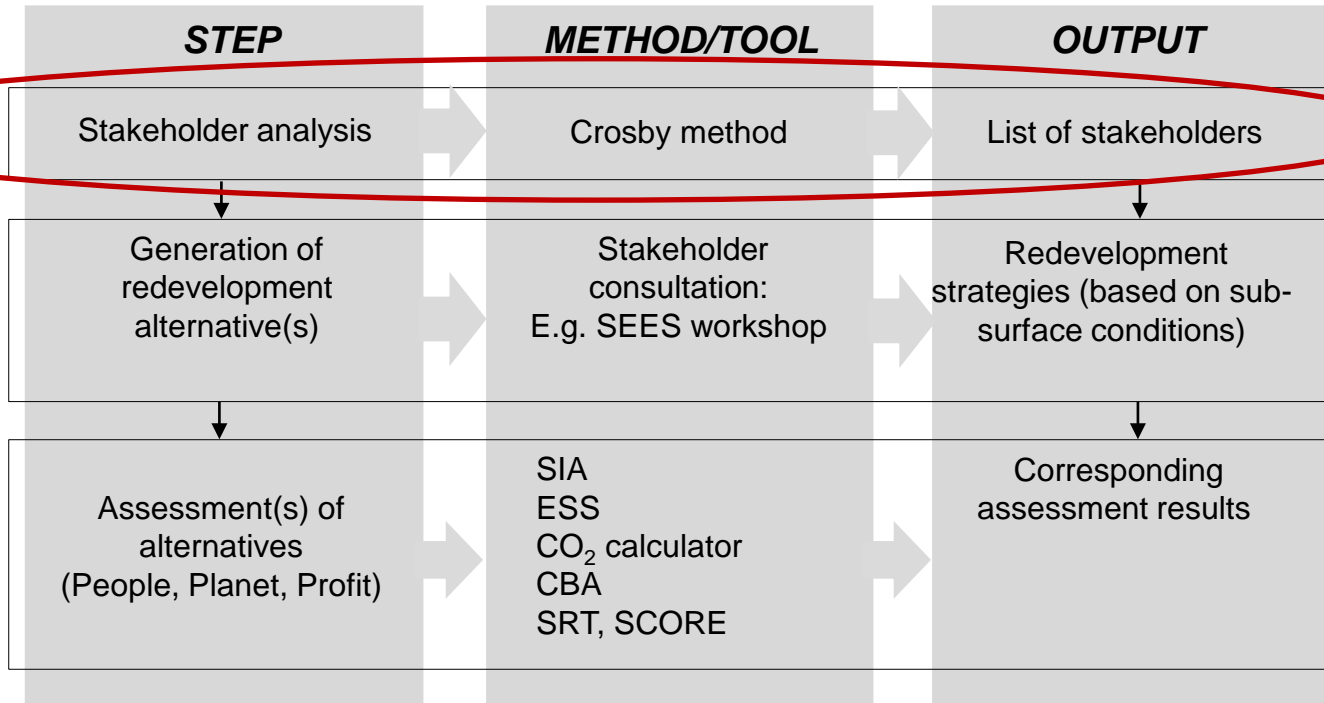 STEP
METHOD/TOOL
OUTPUT
Stakeholder analysis
Crosby method
List of stakeholders
Generation of
redevelopment
alternative(s)
Stakeholder
consultation:
E.g. SEES workshop
Redevelopment
strategies (based on sub-
surface conditions)
Assessment(s) of
alternatives
(People, Planet, Profit)
SIA
ESS
CO₂ calculator
CBA
SRT, SCORE
Corresponding
assessment results